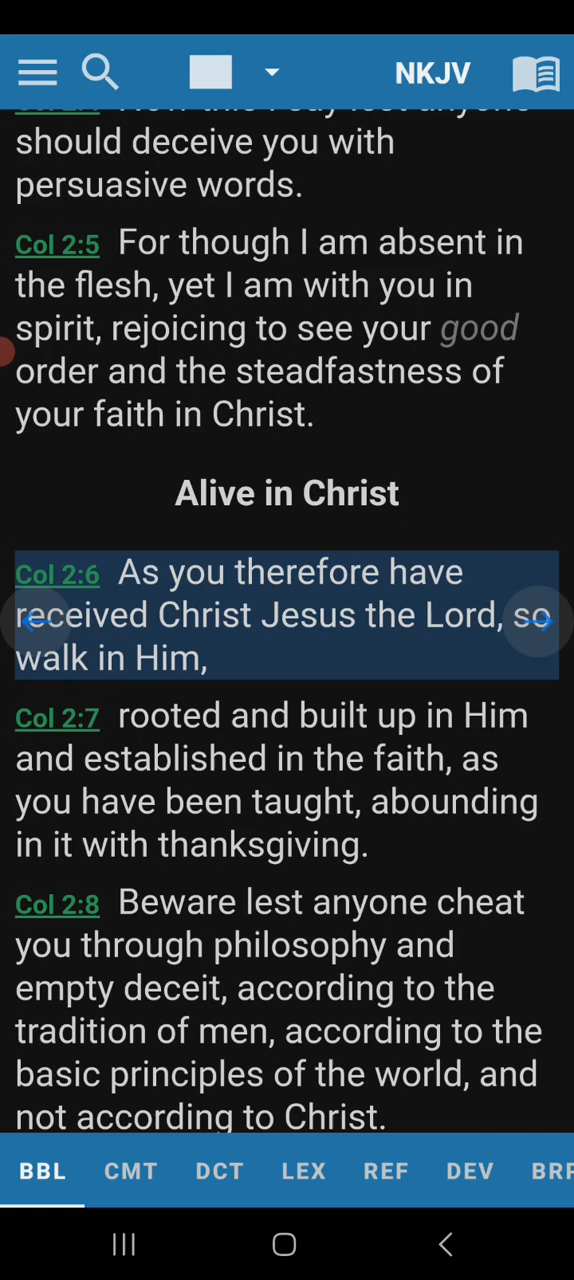 NKJV
should deceive you with
persuasive words.
Col 2:5 For though I am absent in
the flesh, yet I am with you in
spirit, rejoicing to see your good
order and the steadfastness of
your faith in Christ.
Alive in Christ
Col 2:6 As you therefore have
received Christ Jesus the Lord, so
walk in Him,
Col 2:7 rooted and built up in Him
and established in the faith, as
you have been taught, abounding
in it with thanksgiving.
Col 2:8 Beware lest anyone cheat
you through philosophy and
empty deceit, according to the
tradition of men, according to the
basic principles of the world, and
not according to Christ.
BBL CMT DCT LEX REF DEV